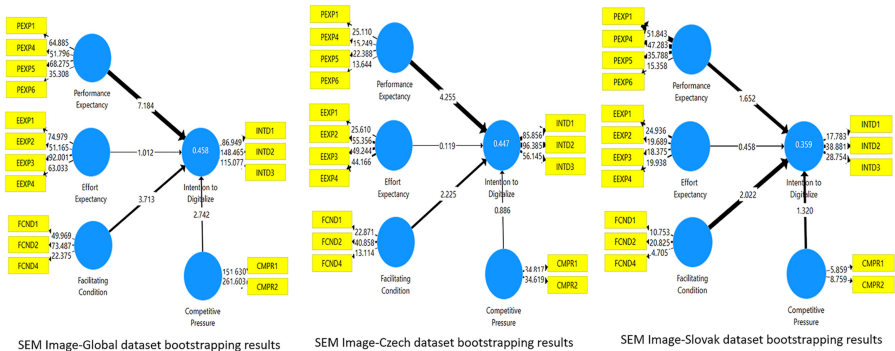 PEXP1
PEXP4
PEXP5
PEXP6
64.885
51.796
68.275
35.308
Performance
Expectancy
7.184
EEXP1
EEXP2
EEXP3
EEXP4
74.979
51.165
92.001
63.033
Effort
Expectancy
1.012
FCND1
FCND2
FCND4
49.969
73.487
22.375
Facilitating
Condition
3.713
0.458
Intention to
Digitalize
86.949
148.465
115.077
INTD1
INTD2
INTD3
2.742
151.630
261.603
CMPR1
CMPR2
Competitive
Pressure
SEM Image-Global dataset bootstrapping results
PEXP1
PEXP4
PEXP5
PEXP6
25.110
15.249
22.388
13.644
Performance
Expectancy
4.255
EEXP1
EEXP2
EEXP3
EEXP4
25.610
55.356
49.244
44.166
Effort
Expectancy
0.119
FCND1
FCND2
FCND4
22.871
40.858
13.114
Facilitating
Condition
2.225
0.447
Intention to
Digitalize
85.856
96.385
56.145
INTD1
INTD2
INTD3
0.886
34.817
34.619
CMPR1
CMPR2
Competitive
Pressure
SEM Image-Czech dataset bootstrapping results
PEXP1
PEXP4
PEXP5
PEXP6
51.843
47.283
35.788
15.358
Performance
Expectancy
1.652
EEXP1
EEXP2
EEXP3
EEXP4
24.936
19.689
18.375
19.938
Effort
Expectancy
0.458
FCND1
FCND2
FCND4
10.753
20.825
4.705
Facilitating
Condition
2.022
0.359
Intention to
Digitalize
17.783
38.881
28.754
INTD1
INTD2
INTD3
1.320
5.859
8.759
CMPR1
CMPR2
Competitive
Pressure
SEM Image-Slovak dataset bootstrapping results